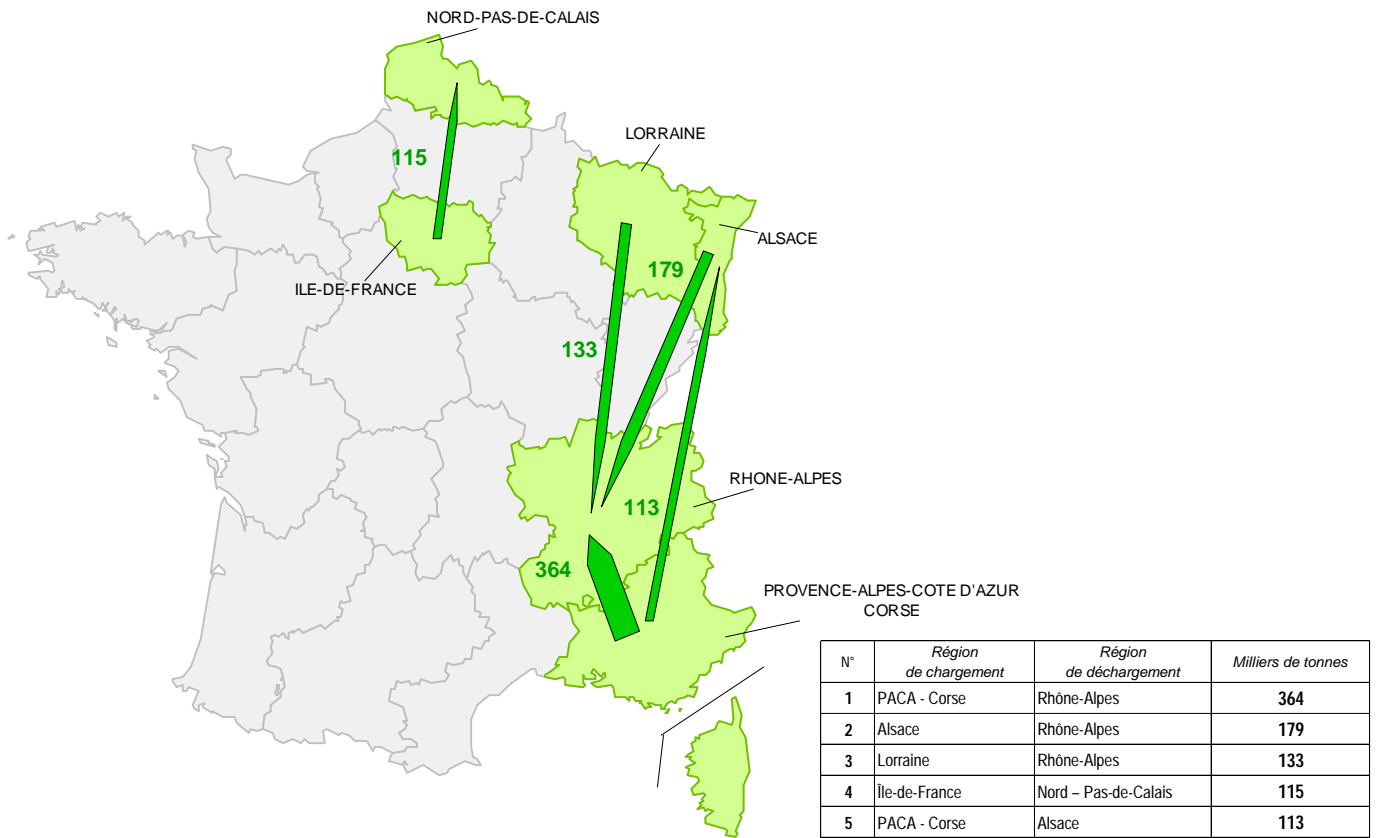 NORD-PAS-DE-CALAIS
LORRAINE
115
ALSACE
179
ILE-DE-FRANCE
133
RHONE-ALPES
113
364
PROVENCE-ALPES-COTE D'AZUR
CORSE
N° Région de chargement Région de déchargement Milliers de tonnes
1 PACA - Corse Rhône-Alpes 364
2 Alsace Rhône-Alpes 179
3 Lorraine Rhône-Alpes 133
4 Île-de-France Nord – Pas-de-Calais 115
5 PACA - Corse Alsace 113